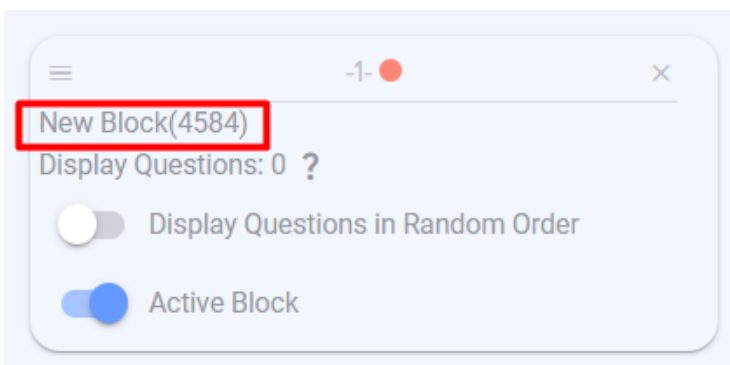 -1-
New Block(4584)
Display Questions: 0 ?
Display Questions in Random Order
Active Block